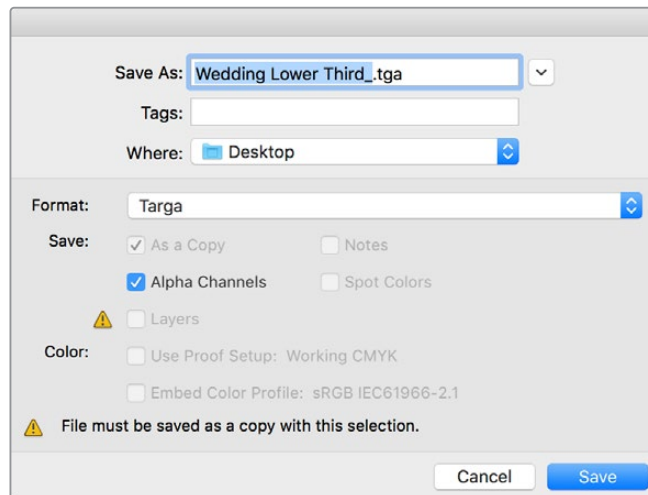 Save As: Wedding Lower Third_.tga
Tags:
Where: Desktop
Format: Targa
Save: As a Copy Notes
Alpha Channels Spot Colors
Layers
Color: Use Proof Setup: Working CMYK
Embed Color Profile: sRGB IEC61966-2.1
File must be saved as a copy with this selection.
Cancel Save